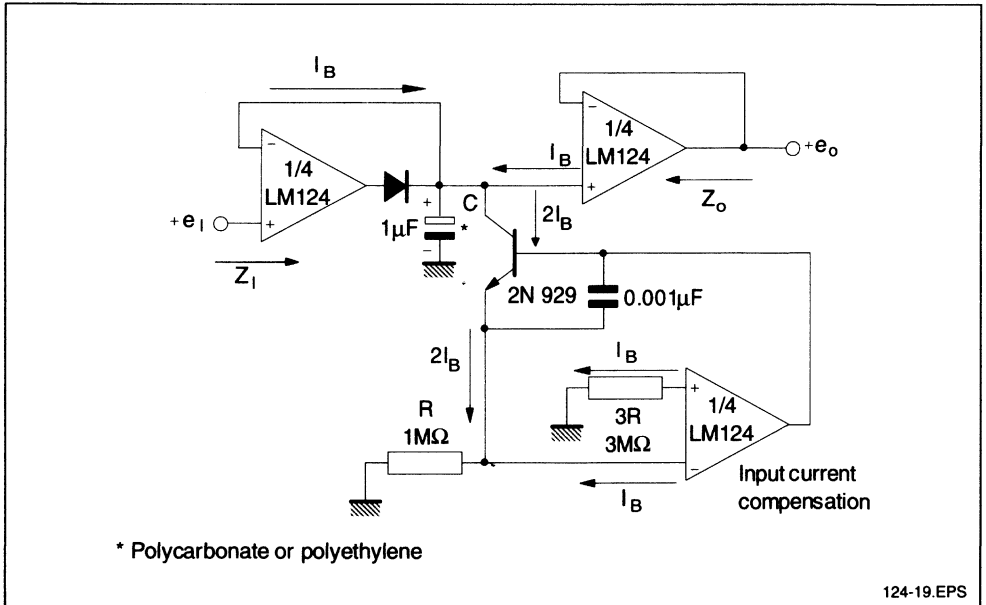 I B
1/4
LM124
+e I
Z I
+
−
1μF
*
C
I B
2I B
1/4
LM124
+e o
Z o
2N 929
0.001μF
2I B
R
1MΩ
I B
3R
3MΩ
1/4
LM124
I B
Input current
compensation
* Polycarbonate or polyethylene
124-19.EPS